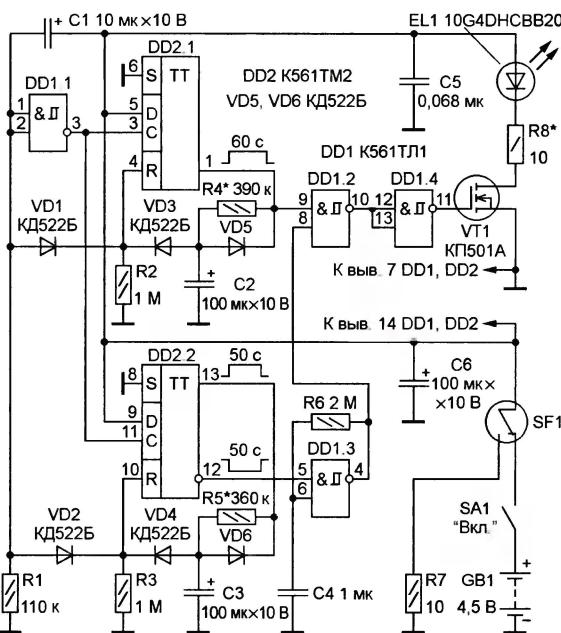 C1 10 мк×10 В
EL1 10G4DHCBB20
DD2.1
DD1.1
6
S
TT
DD2 К561ТМ2
VD5, VD6 КД522Б
C5
0,068 мк
1
2
&
3
5
D
3
C
4
R
1
60 с
DD1 К561ТЛ1
R8*
10
R4* 390 к
DD1.2
DD1.4
9
8
&
10
12
13
&
11
VT1
КП501А
VD1
КД522Б
VD3
КД522Б
VD5
R2
1 М
C2
100 мк×10 В
К выв. 7 DD1, DD2
К выв. 14 DD1, DD2
DD2.2
50 с
8
S
TT
13
C6
100 мк×
×10 В
9
D
11
C
10
R
12
50 с
R6 2 М
DD1.3
5
6
&
4
SF1
R5*360 к
SA1
"Вкл."
VD2
КД522Б
VD4
КД522Б
VD6
R1
110 к
R3
1 М
C3
100 мк×10 В
C4 1 мк
R7
10
GB1
4,5 В